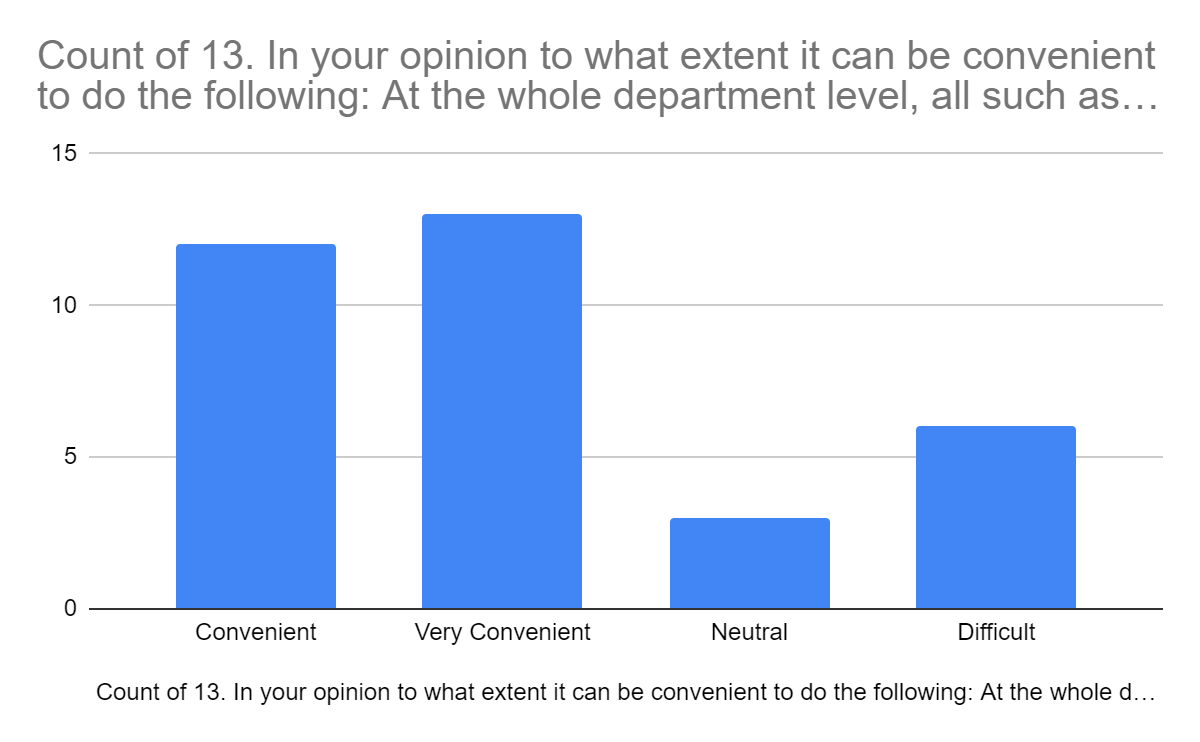 Count of 13. In your opinion to what extent it can be convenient
to do the following: At the whole department level, all such as…
15
10
5
0
Convenient
Very Convenient
Neutral
Difficult
Count of 13. In your opinion to what extent it can be convenient to do the following: At the whole d…